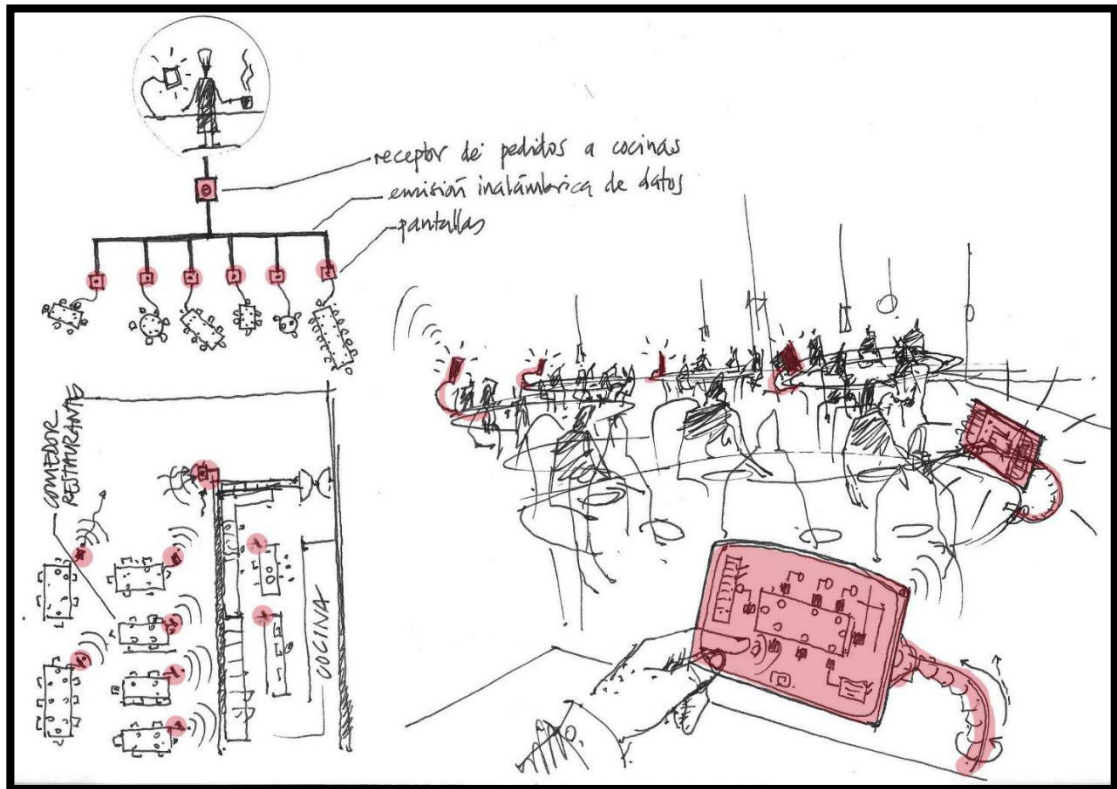 receptor de pedidos a cocinas
emisión inalámbrica de datos
pantallas
COMEDOR
RESTAURANTE
COCINA